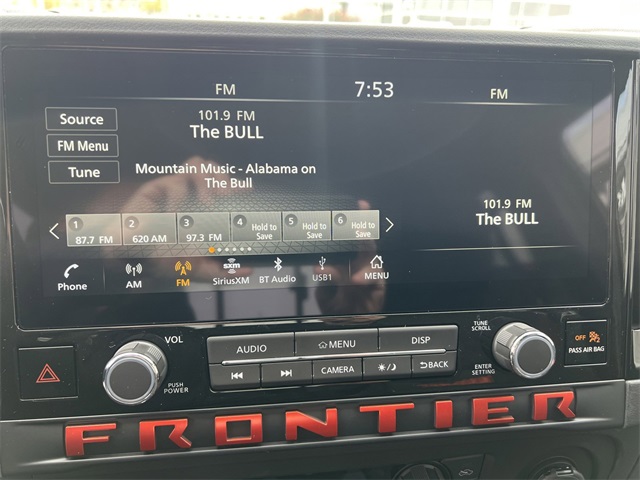 FM 7:53 FM
Source
FM Menu
Tune
101.9 FM
The BULL
Mountain Music - Alabama on
The Bull
1 2 3 4 Hold to Save 5 Hold to Save 6 Hold to Save
87.7 FM 620 AM 97.3 FM
101.9 FM
The BULL
Phone AM FM sxm SiriusXM BT Audio USB1 MENU
VOL
PUSH
POWER
AUDIO MENU DISP
CAMERA BACK
TUNE
SCROLL
ENTER
SETTING
OFF
PASS AIR BAG
FRONTIER